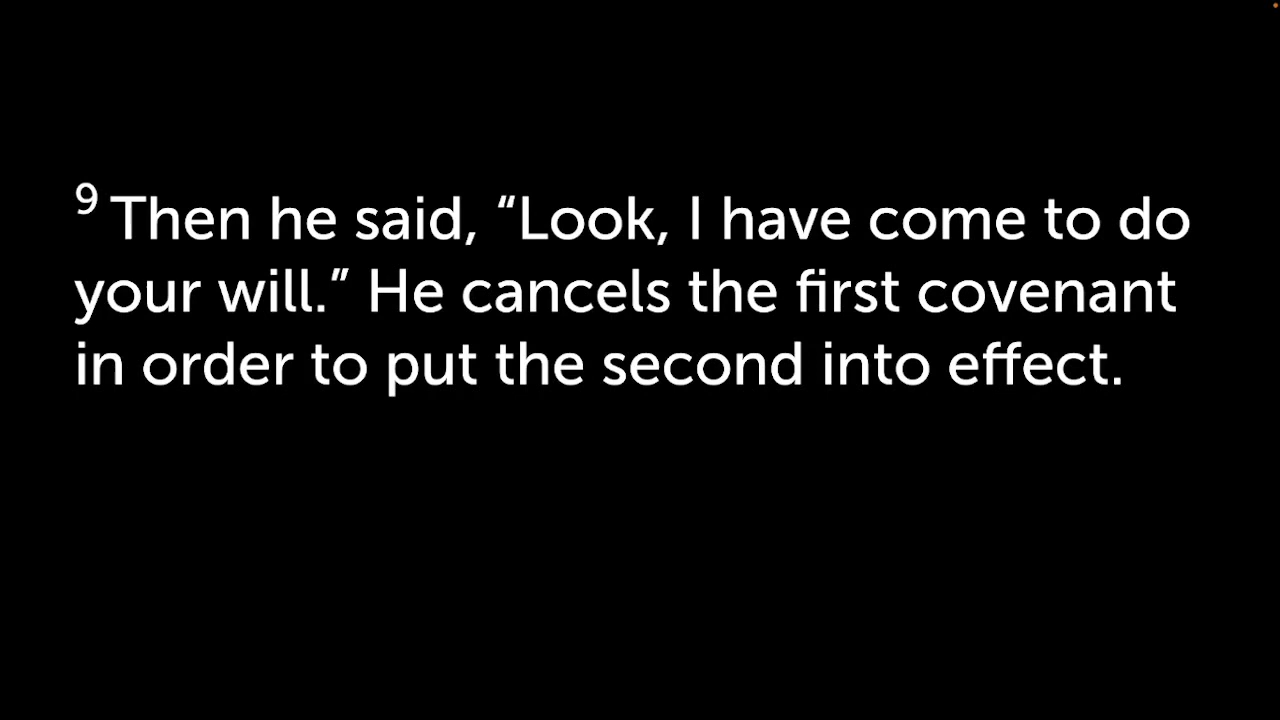 9 Then he said, “Look, I have come to do
your will.” He cancels the first covenant
in order to put the second into effect.